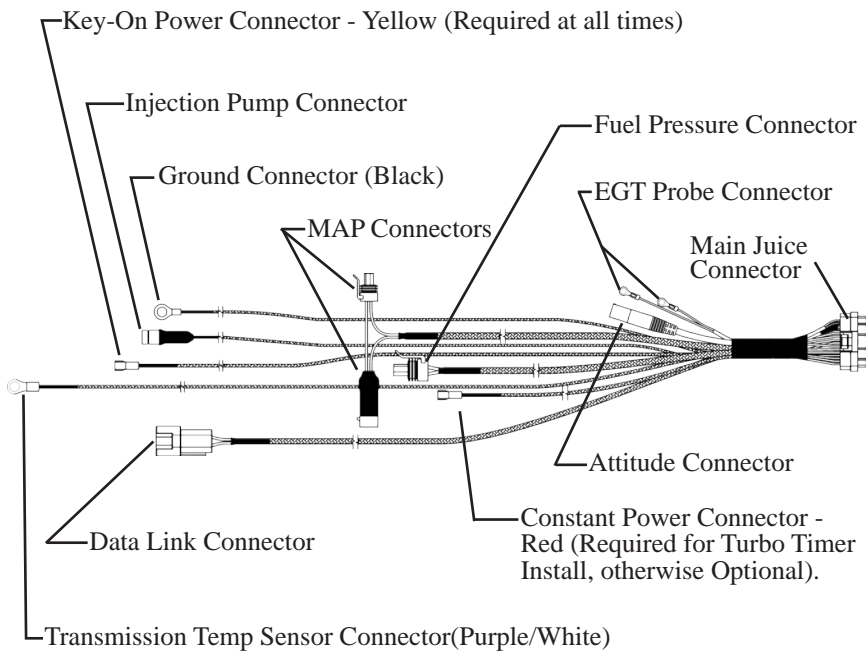 Key-On Power Connector - Yellow (Required at all times)
Injection Pump Connector
Fuel Pressure Connector
Ground Connector (Black)
EGT Probe Connector
MAP Connectors
Main Juice
Connector
Attitude Connector
Data Link Connector
Constant Power Connector -
Red (Required for Turbo Timer
Install, otherwise Optional).
Transmission Temp Sensor Connector(Purple/White)